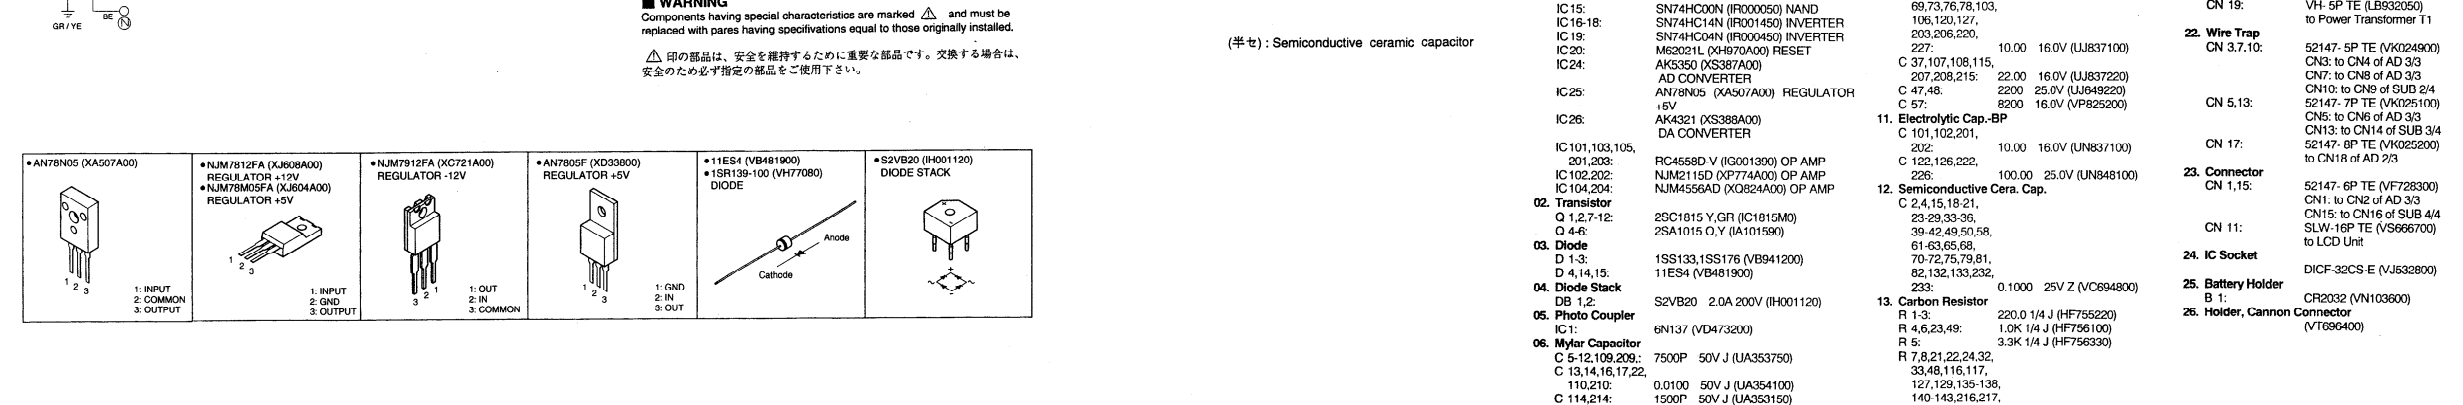 BE
N
GR / YE
■ WARNING
Components having special characteristics are marked ⚠ and must be
replaced with pares having specifivations equal to those originally installed.
⚠ 印の部品は、安全を維持するために重要な部品です。交換する場合は、
安全のため必ず指定の部品をご使用下さい。
● AN78N05 (XA507A00)
1 2 3
1: INPUT
2: COMMON
3: OUTPUT
● NJM7812FA (XJ608A00)
REGULATOR +12V
● NJM78M05FA (XJ604A00)
REGULATOR +5V
1 2 3
1: INPUT
2: GND
3: OUTPUT
● NJM7912FA (XC721A00)
REGULATOR -12V
3 2 1
1: OUT
2: IN
3: COMMON
● AN7805F (XD33800)
REGULATOR +5V
1 2 3
1: GND
2: IN
3: OUT
● 11ES4 (VB481900)
● 1SR139-100 (VH77080)
DIODE
Anode
Cathode
● S2VB20 (IH001120)
DIODE STACK
+
~ ~
-
(半セ) : Semiconductive ceramic capacitor
IC15: SN74HC00N (IR000050) NAND
IC16-18: SN74HC14N (IR001450) INVERTER
IC19: SN74HC04N (IR000450) INVERTER
IC20: M62021L (XH970A00) RESET
IC24: AK5350 (XS387A00)
AD CONVERTER
IC25: AN78N05 (XA507A00) REGULATOR
+5V
IC26: AK4321 (XS388A00)
DA CONVERTER
IC101,103,105,
201,203: RC4558D-V (IG001390) OP AMP
IC102,202: NJM2115D (XP774A00) OP AMP
IC104,204: NJM4556AD (XQ824A00) OP AMP
02. Transistor
Q 1,2,7-12: 2SC1815 Y,GR (IC1815M0)
Q 4-6: 2SA1015 O,Y (IA101590)
03. Diode
D 1-3: 1SS133,1SS176 (VB941200)
D 4,14,15: 11ES4 (VB481900)
04. Diode Stack
DB 1,2: S2VB20 2.0A 200V (IH001120)
05. Photo Coupler
IC1: 6N137 (VD473200)
06. Mylar Capacitor
C 5-12,109,209,: 7500P 50V J (UA353750)
C 13,14,16,17,22,
110,210: 0.0100 50V J (UA354100)
C 114,214: 1500P 50V J (UA353150)
69,73,76,78,103,
106,120,127,
203,206,220,
227: 10.00 16.0V (UJ837100)
C 37,107,108,115,
207,208,215: 22.00 16.0V (UJ837220)
C 47,48: 2200 25.0V (UJ649220)
C 57: 8200 16.0V (VP825200)
11. Electrolytic Cap.-BP
C 101,102,201,
202: 10.00 16.0V (UN837100)
C 122,126,222,
226: 100.00 25.0V (UN848100)
12. Semiconductive Cera. Cap.
C 2,4,15,18-21,
23-29,33-36,
39-42,49,50,58,
61-63,65,68,
70-72,75,79,81,
82,132,133,232,
233: 0.1000 25V Z (VC694800)
13. Carbon Resistor
R 1-3: 220.0 1/4 J (HF755220)
R 4,6,23,49: 1.0K 1/4 J (HF756100)
R 5: 3.3K 1/4 J (HF756330)
R 7,8,21,22,24,32,
33,48,116,117,
127,129,135-138,
140-143,216,217,
CN 19: VH- 5P TE (LB932050)
to Power Transformer T1
22. Wire Trap
CN 3.7.10: 52147- 5P TE (VK024900)
CN3: to CN4 of AD 3/3
CN7: to CN8 of AD 3/3
CN10: to CN9 of SUB 2/4
CN 5,13: 52147- 7P TE (VK025100)
CN5: to CN6 of AD 3/3
CN13: to CN14 of SUB 3/4
CN 17: 52147- 8P TE (VK025200)
to CN18 of AD 2/3
23. Connector
CN 1,15: 52147- 6P TE (VF728300)
CN1: to CN2 of AD 3/3
CN15: to CN16 of SUB 4/4
CN 11: SLW-16P TE (VS666700)
to LCD Unit
24. IC Socket
DICF-32CS-E (VJ532800)
25. Battery Holder
B 1: CR2032 (VN103600)
26. Holder, Cannon Connector
(VT696400)